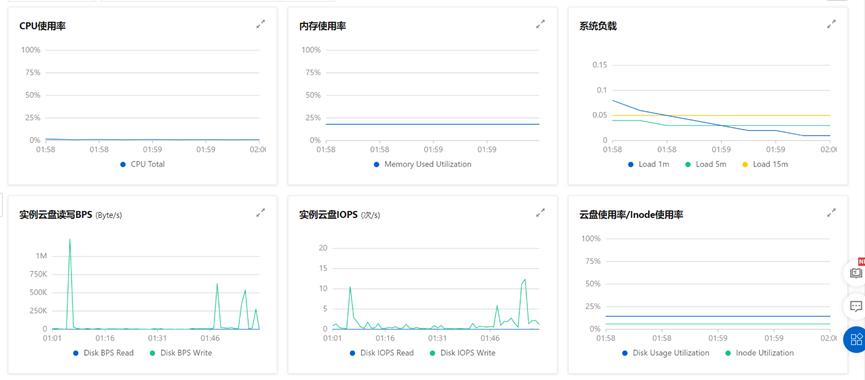 CPU使用率
100%
75%
50%
25%
0%
01:58 01:58 01:59 01:59 02:00
CPU Total
内存使用率
100%
75%
50%
25%
0%
01:58 01:58 01:59 01:59
Memory Used Utilization
系统负载
0.15
0.1
0.05
0
01:58 01:58 01:59 01:59 02:00
Load 1m Load 5m Load 15m
实例云盘读写BPS (Byte/s)
1M
750K
500K
250K
0
01:01 01:16 01:31 01:46
Disk BPS Read Disk BPS Write
实例云盘IOPS (次/s)
20
15
10
5
0
01:01 01:16 01:31 01:46
Disk IOPS Read Disk IOPS Write
云盘使用率/Inode使用率
100%
75%
50%
25%
0%
01:58 01:58 01:59 01:59 02:00
Disk Usage Utilization Inode Utilization